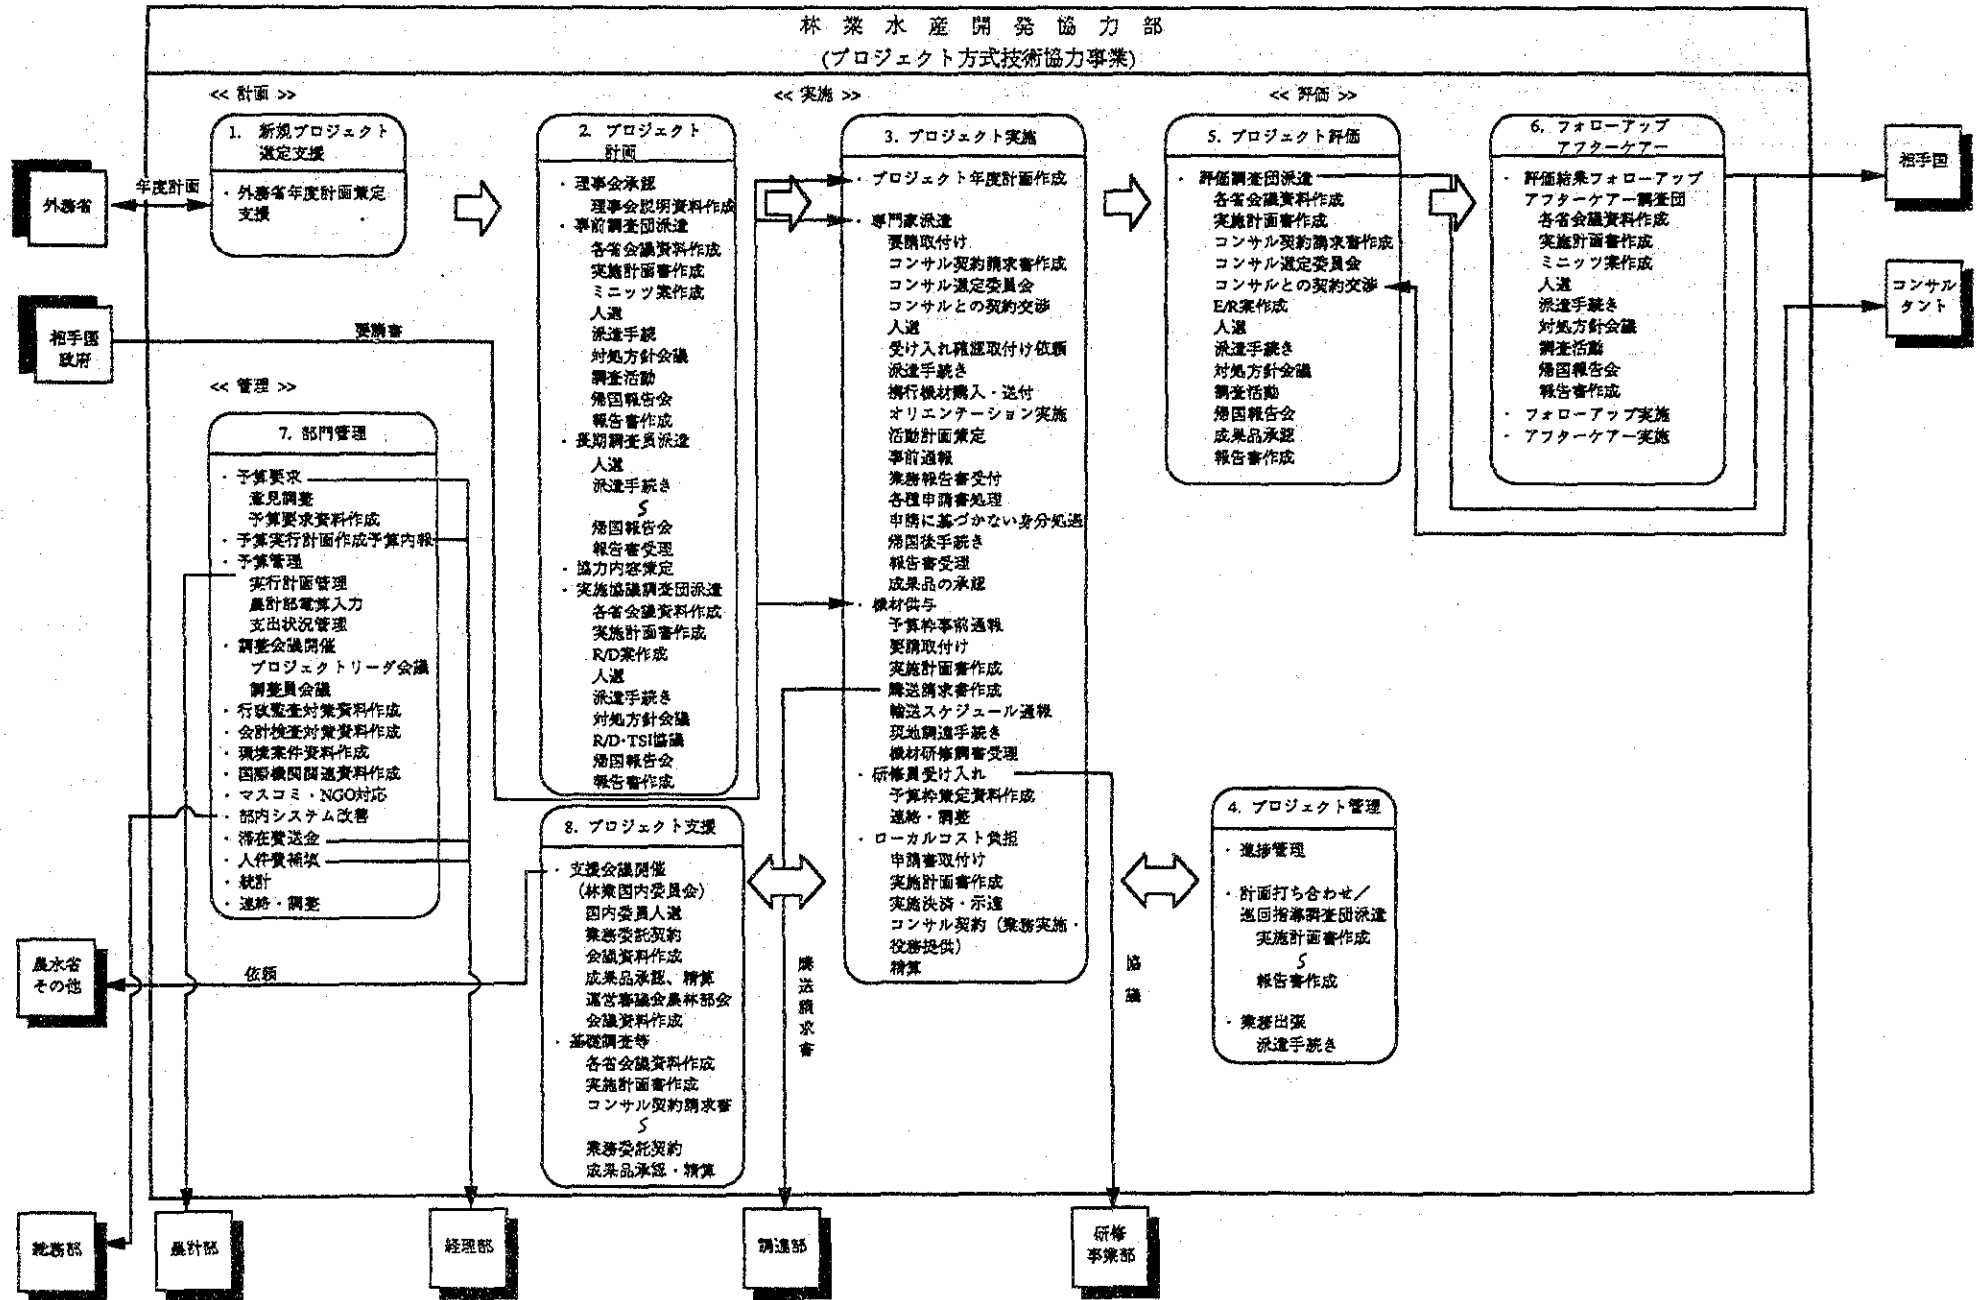 林業水産開発協力部
(プロジェクト方式技術協力事業)
<< 計画 >>
<< 実施 >>
<< 評価 >>
1. 新規プロジェクト
選定支援
・外務省年度計画策定
支援
外務省
年度計画
相手国
政府
要請書
2. プロジェクト
計画
・理事会承認
理事会説明資料作成
・事前調査団派遣
各省会議資料作成
実施計画書作成
ミニッツ案作成
人選
派遣手続
対処方針会議
調査活動
帰国報告会
報告書作成
・長期調査員派遣
人選
派遣手続き
S
帰国報告会
報告書受理
・協力内容策定
・実施協議調査団派遣
各省会議資料作成
実施計画書作成
R/D案作成
人選
派遣手続き
対処方針会議
R/D・TSI協議
帰国報告会
報告書作成
3. プロジェクト実施
・プロジェクト年度計画作成
・専門家派遣
要請取付け
コンサル契約請求書作成
コンサル選定委員会
コンサルとの契約交渉
人選
受け入れ確認取付け依頼
派遣手続き
携行機材購入・送付
オリエンテーション実施
活動計画策定
事前通報
業務報告書受付
各種申請書処理
申請に基づかない身分処遇
帰国後手続き
報告書受理
成果品の承認
・機材供与
予算枠事前通報
要請取付け
実施計画書作成
購送請求書作成
輸送スケジュール通報
現地調達手続き
機材研修調書受理
・研修員受け入れ
予算枠策定資料作成
連絡・調整
・ローカルコスト負担
申請書取付け
実施計画書作成
実施決済・示達
コンサル契約（業務実施・
役務提供）
精算
5. プロジェクト評価
・評価調査団派遣
各省会議資料作成
実施計画書作成
コンサル契約請求書作成
コンサル選定委員会
コンサルとの契約交渉
E/R案作成
人選
派遣手続き
対処方針会議
調査活動
帰国報告会
成果品承認
報告書作成
6. フォローアップ
アフターケアー
・評価結果フォローアップ
アフターケアー調査団
各省会議資料作成
実施計画書作成
ミニッツ案作成
人選
派遣手続き
対処方針会議
調査活動
帰国報告会
報告書作成
・フォローアップ実施
・アフターケアー実施
相手国
コンサル
タント
<< 管理 >>
7. 部門管理
・予算要求
意見調整
予算要求資料作成
・予算実行計画作成予算内報
・予算管理
実行計画管理
農計部電算入力
支出状況管理
・調整会議開催
プロジェクトリーダ会議
調整員会議
・行政監査対策資料作成
・会計検査対策資料作成
・環境案件資料作成
・国際機関関連資料作成
・マスコミ・NGO対応
・部内システム改善
・滞在費送金
・人件費補填
・統計
・連絡・調整
8. プロジェクト支援
・支援会議開催
（林業国内委員会）
国内委員人選
業務委託契約
会議資料作成
成果品承認、精算
運営審議会農林部会
会議資料作成
・基礎調査等
各省会議資料作成
実施計画書作成
コンサル契約請求書
S
業務委託契約
成果品承認・精算
4. プロジェクト管理
・進捗管理
・計画打ち合わせ／
巡回指導調査団派遣
実施計画書作成
S
報告書作成
・業務出張
派遣手続き
農水省
その他
依頼
購送請求書
協議
総務部
農計部
経理部
調達部
研修
事業部